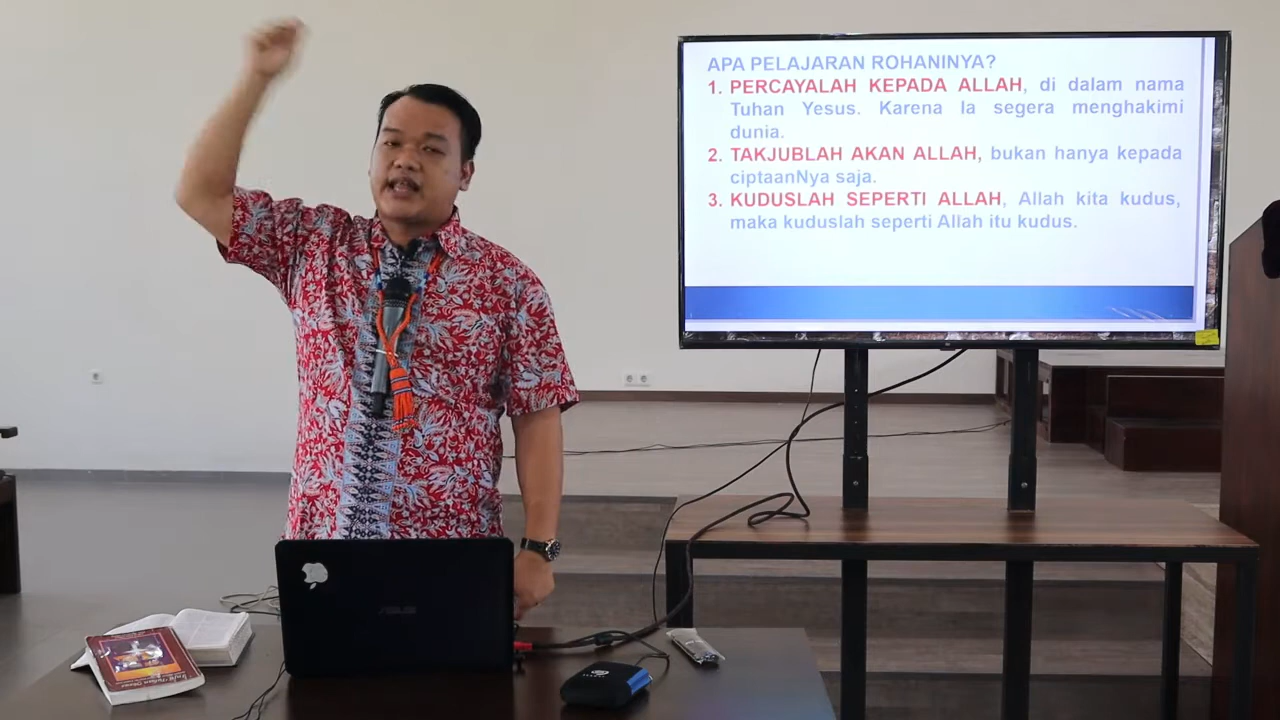 APA PELAJARAN ROHANINYA?
1. PERCAYALAH KEPADA ALLAH, di dalam nama
Tuhan Yesus. Karena Ia segera menghakimi
dunia.
2. TAKJUBLAH AKAN ALLAH, bukan hanya kepada
ciptaanNya saja.
3. KUDUSLAH SEPERTI ALLAH, Allah kita kudus,
maka kuduslah seperti Allah itu kudus.
ASUS